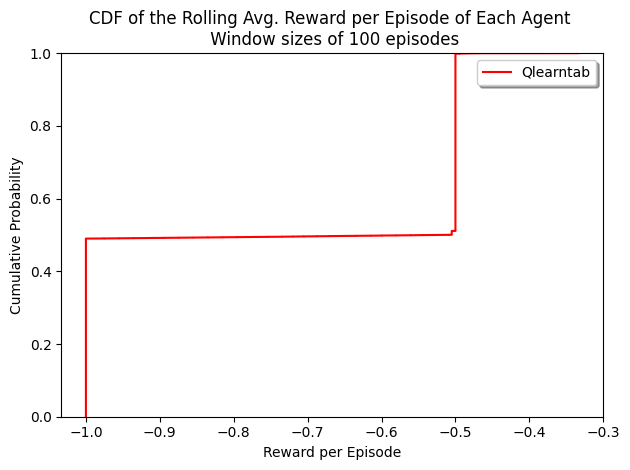 CDF of the Rolling Avg. Reward per Episode of Each Agent
Window sizes of 100 episodes
Qlearntab
1.0
0.8
0.6
0.4
0.2
0.0
Cumulative Probability
−1.0 −0.9 −0.8 −0.7 −0.6 −0.5 −0.4 −0.3
Reward per Episode